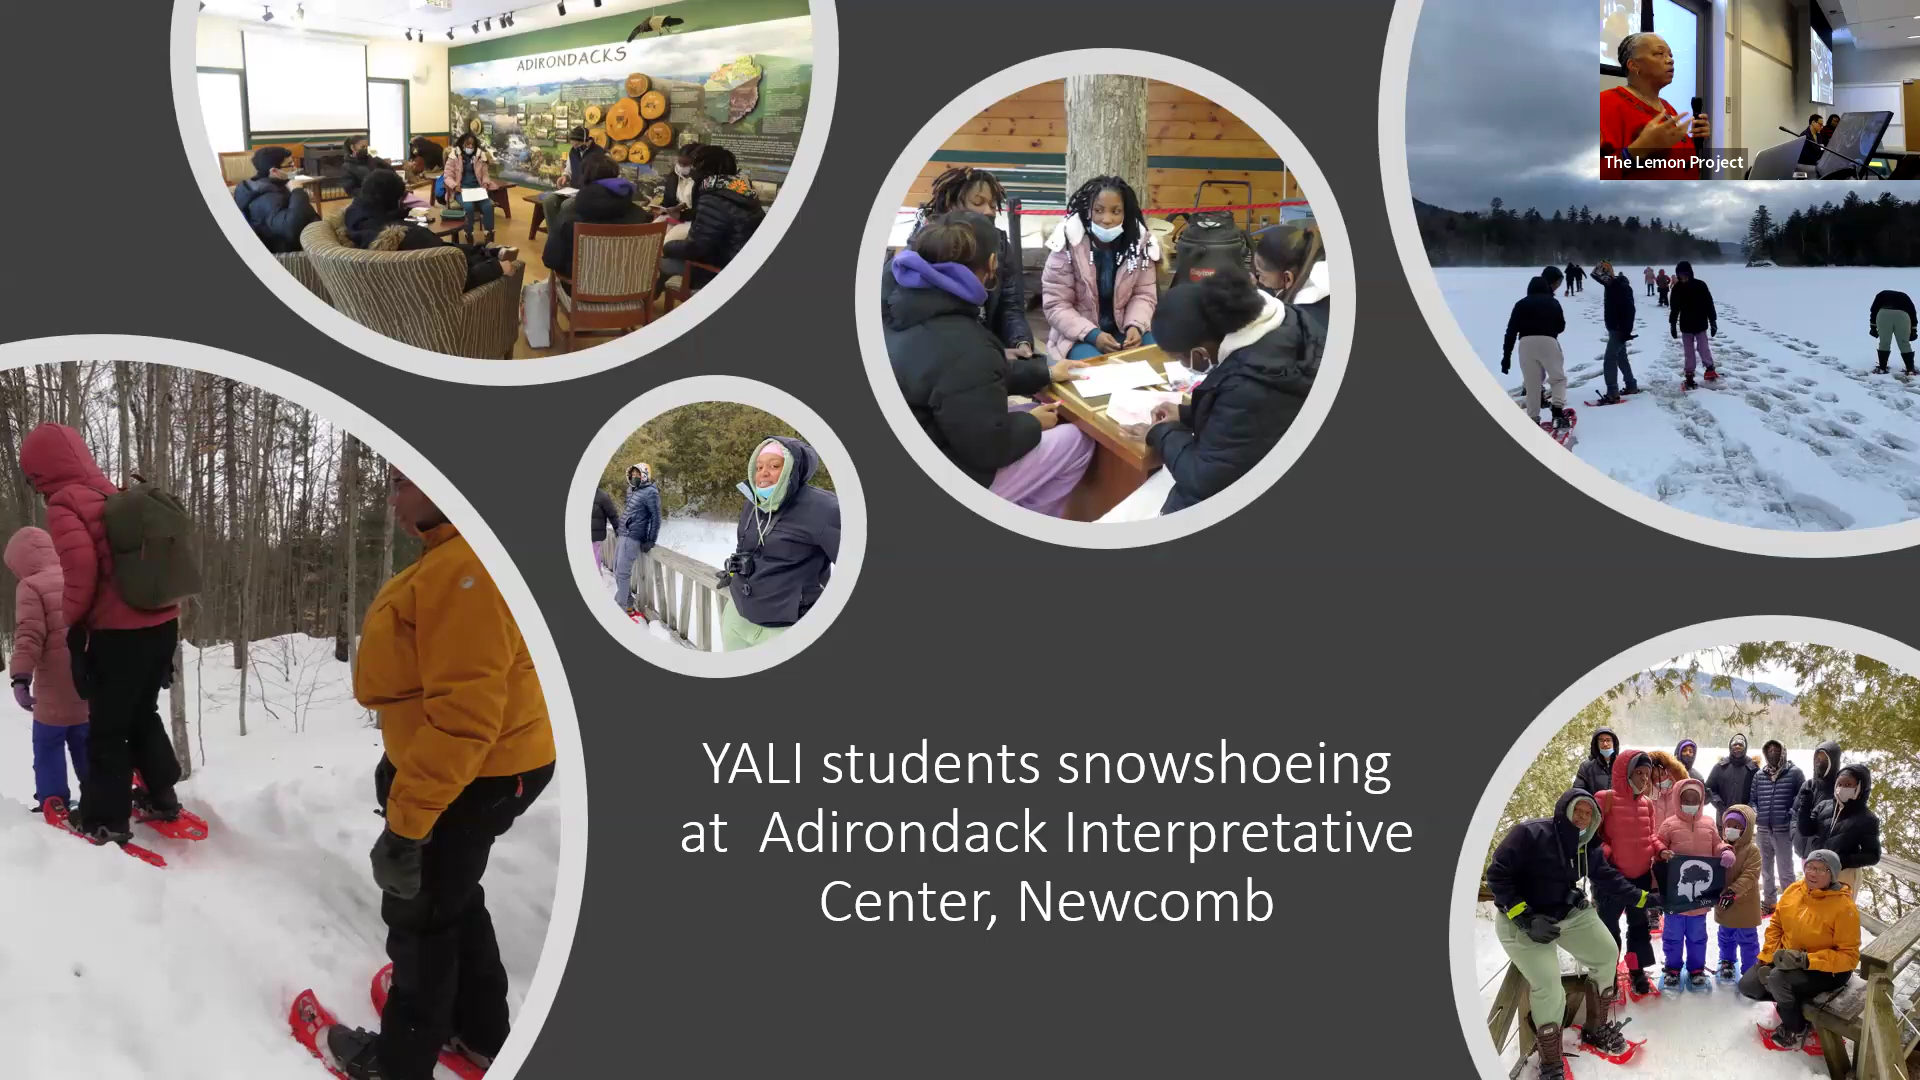 ADIRONDACKS
The Lemon Project
YALI students snowshoeing
at Adirondack Interpretative
Center, Newcomb